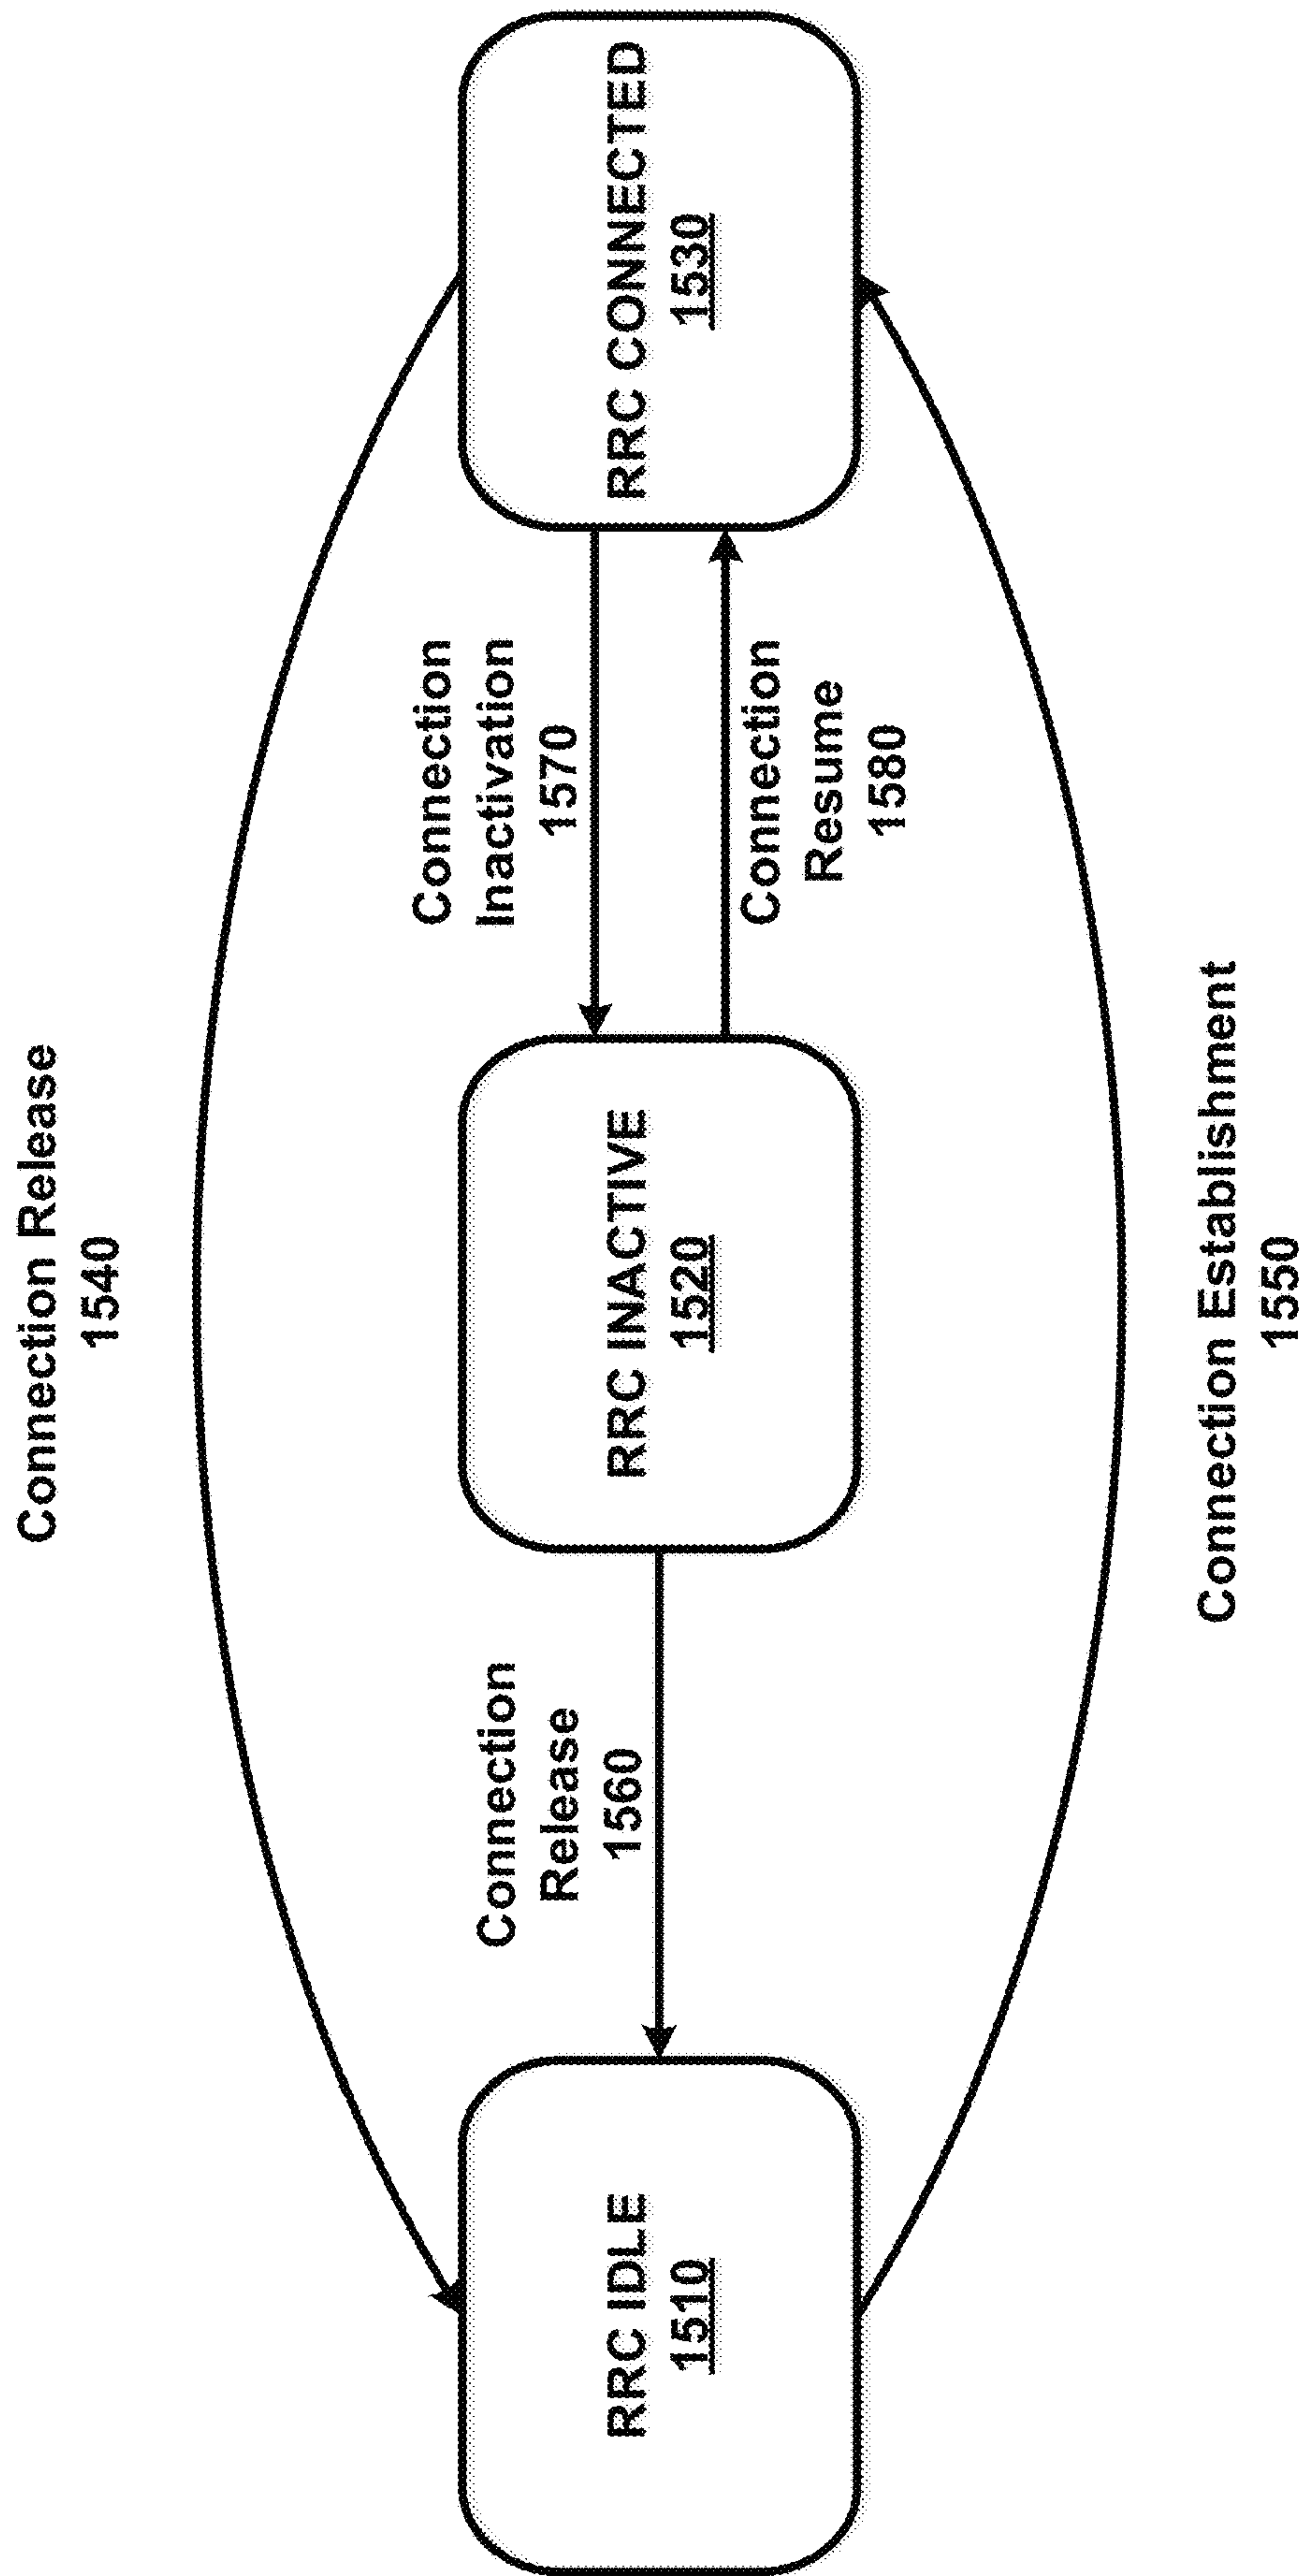 Connection Release
1540
RRC IDLE
1510
Connection
Release
1560
RRC INACTIVE
1520
Connection
Inactivation
1570
Connection
Resume
1580
RRC CONNECTED
1530
Connection Establishment
1550